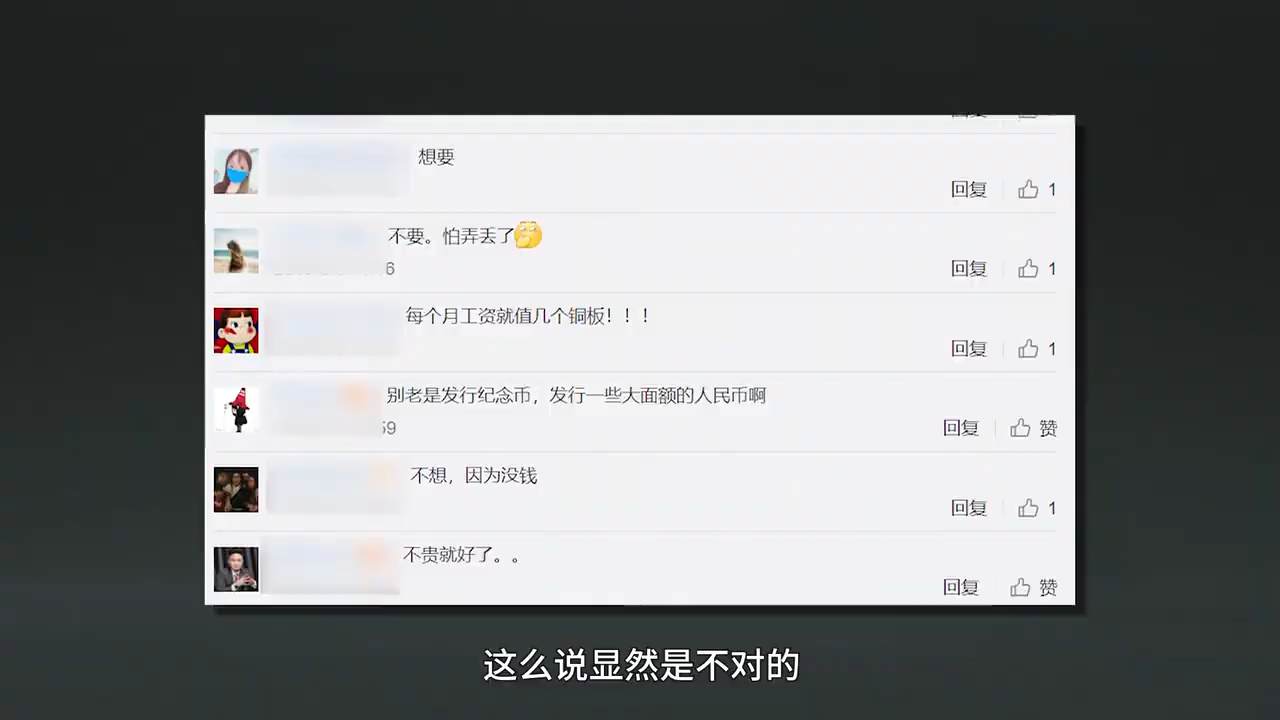 想要
回复 1
不要。怕弄丢了
6
回复 1
每个月工资就值几个铜板！！！
回复 1
别老是发行纪念币，发行一些大面额的人民币啊
59
回复 赞
不想，因为没钱
回复 1
不贵就好了。。
回复 赞
这么说显然是不对的